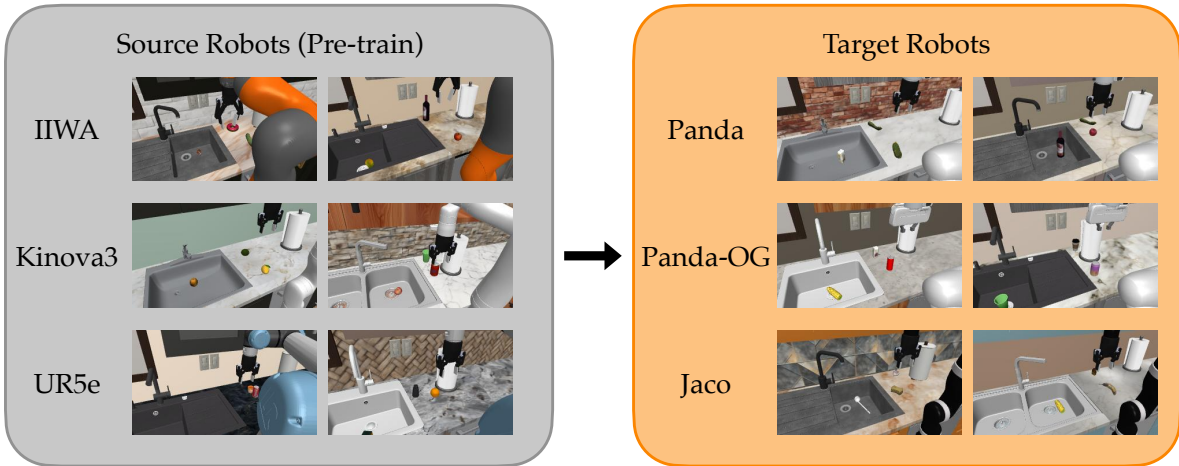 Source Robots (Pre-train)
IIWA
Kinova3
UR5e
Target Robots
Panda
Panda-OG
Jaco